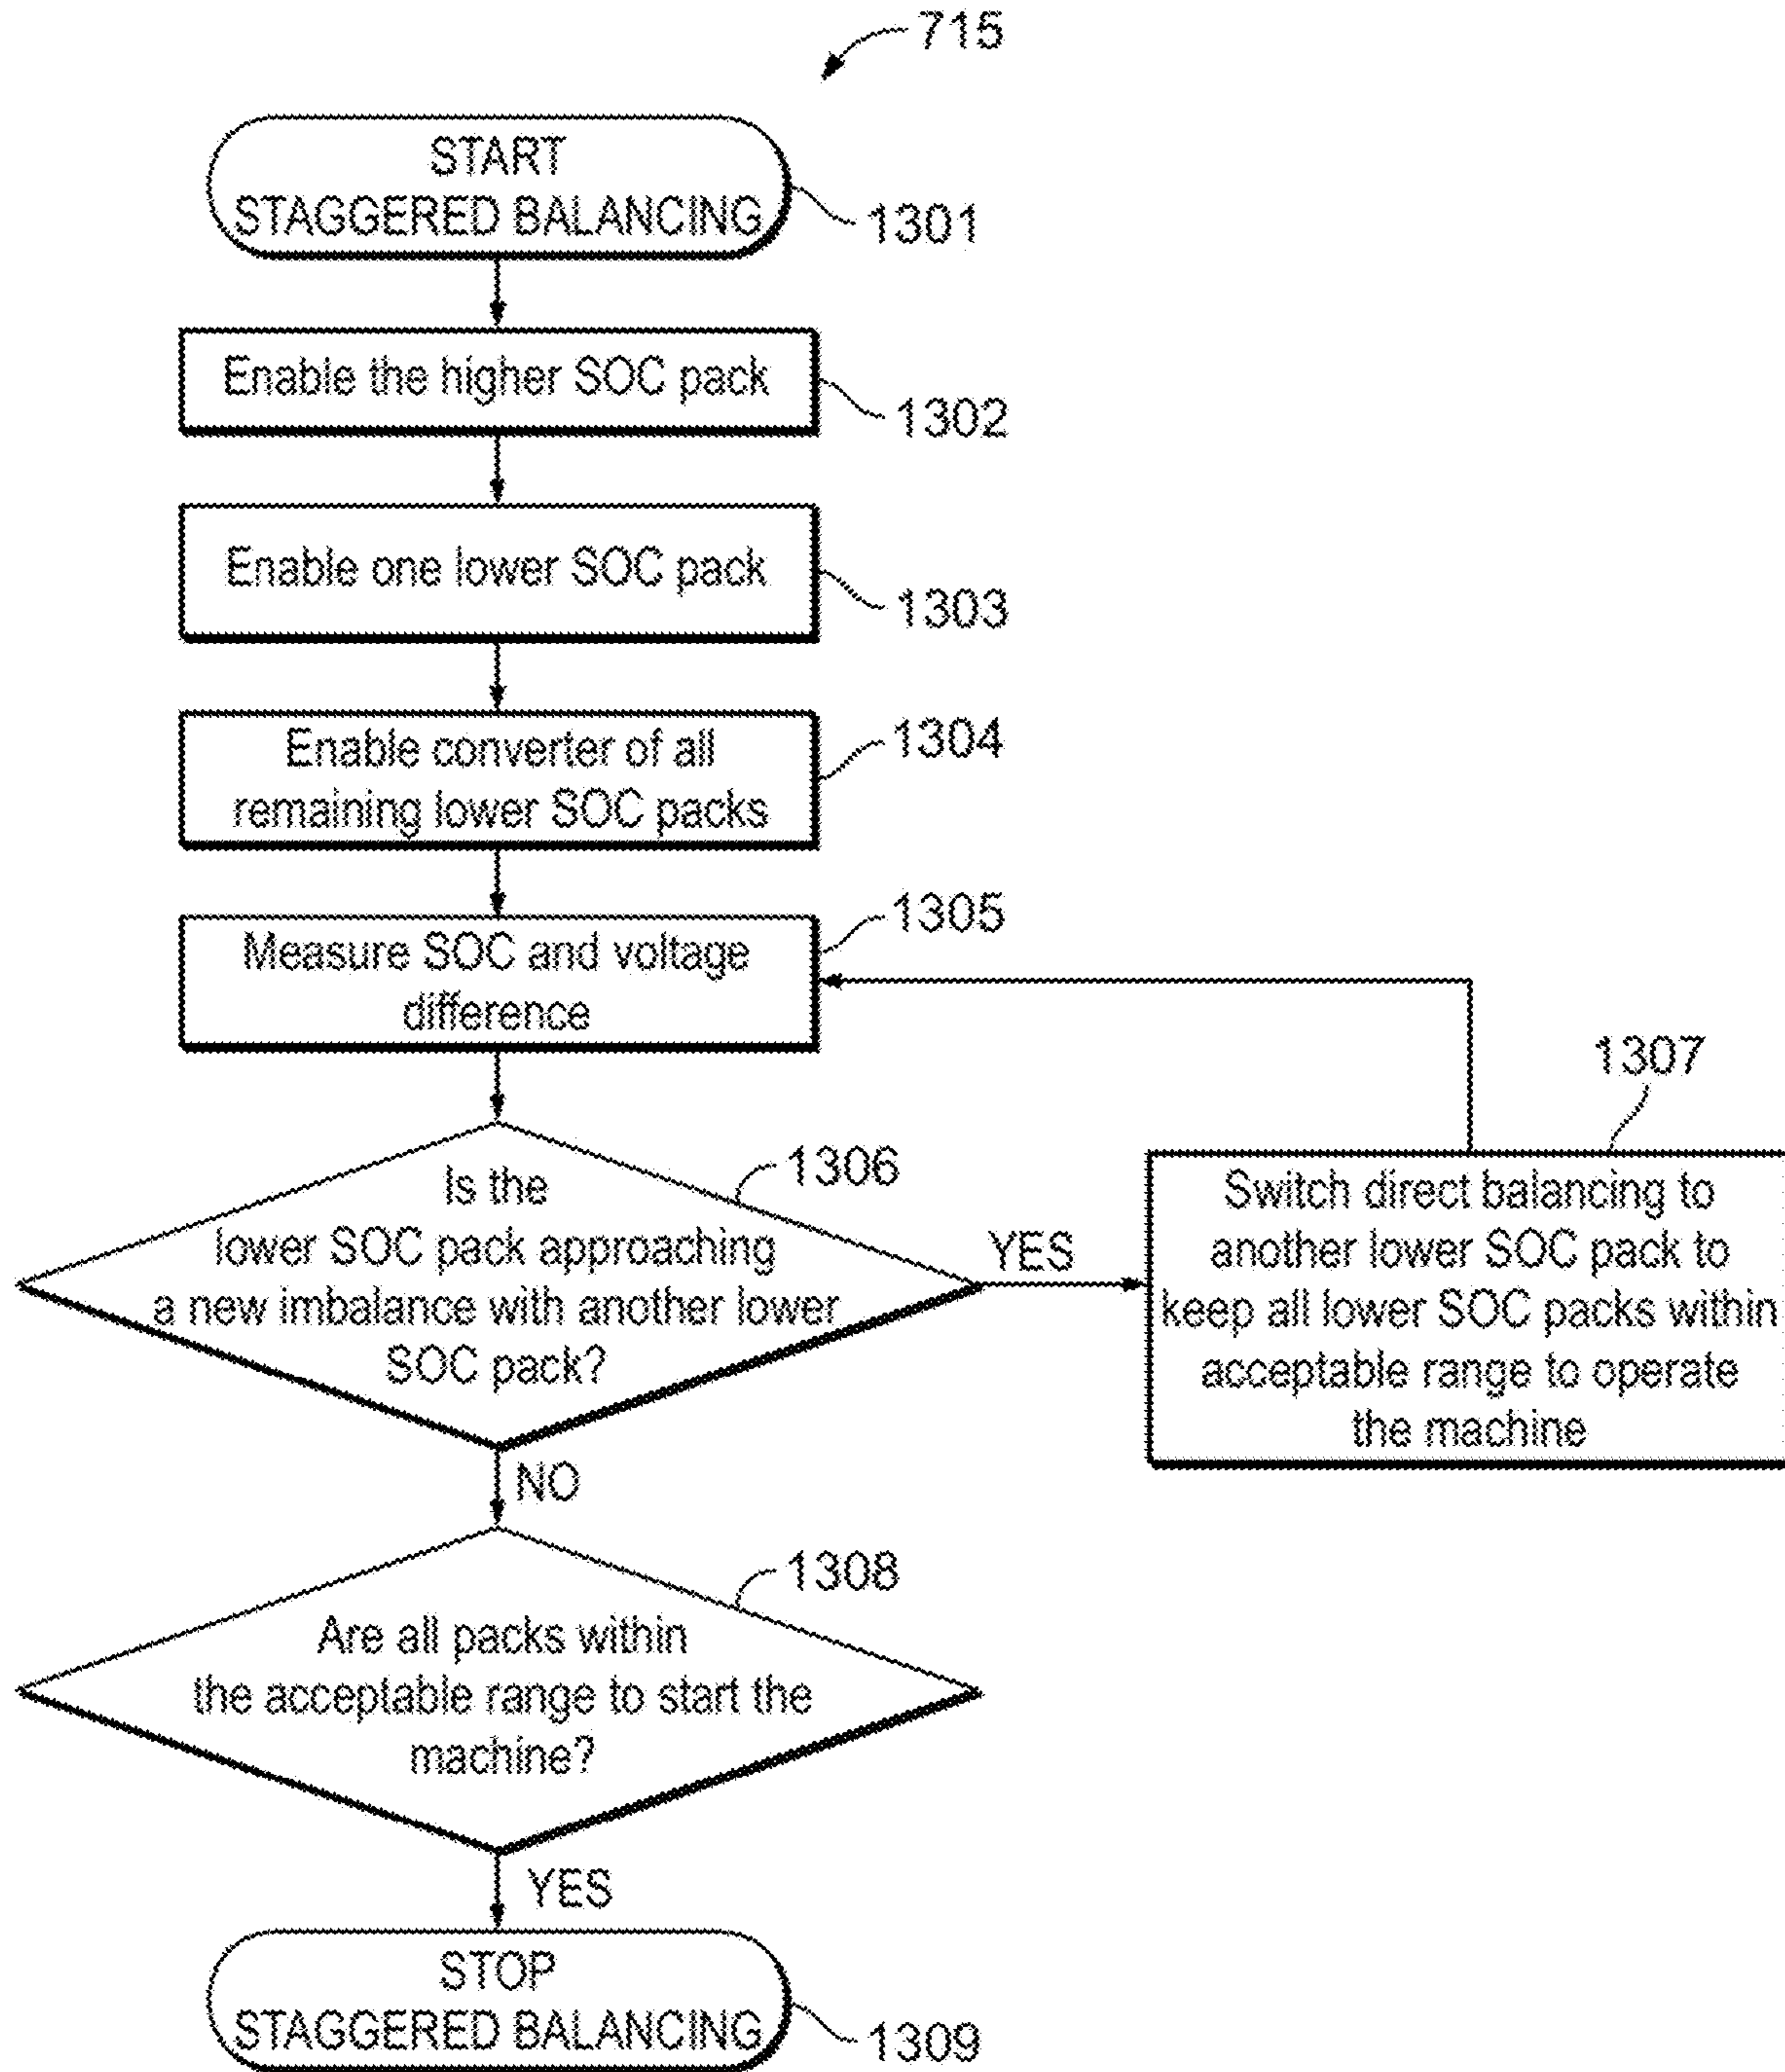 715
START
STAGGERED BALANCING
1301
Enable the higher SOC pack
1302
Enable one lower SOC pack
1303
Enable converter of all
remaining lower SOC packs
1304
Measure SOC and voltage
difference
1305
Is the
lower SOC pack approaching
a new imbalance with another lower
SOC pack?
1306
YES
1307
Switch direct balancing to
another lower SOC pack to
keep all lower SOC packs within
acceptable range to operate
the machine
NO
Are all packs within
the acceptable range to start the
machine?
1308
YES
STOP
STAGGERED BALANCING
1309